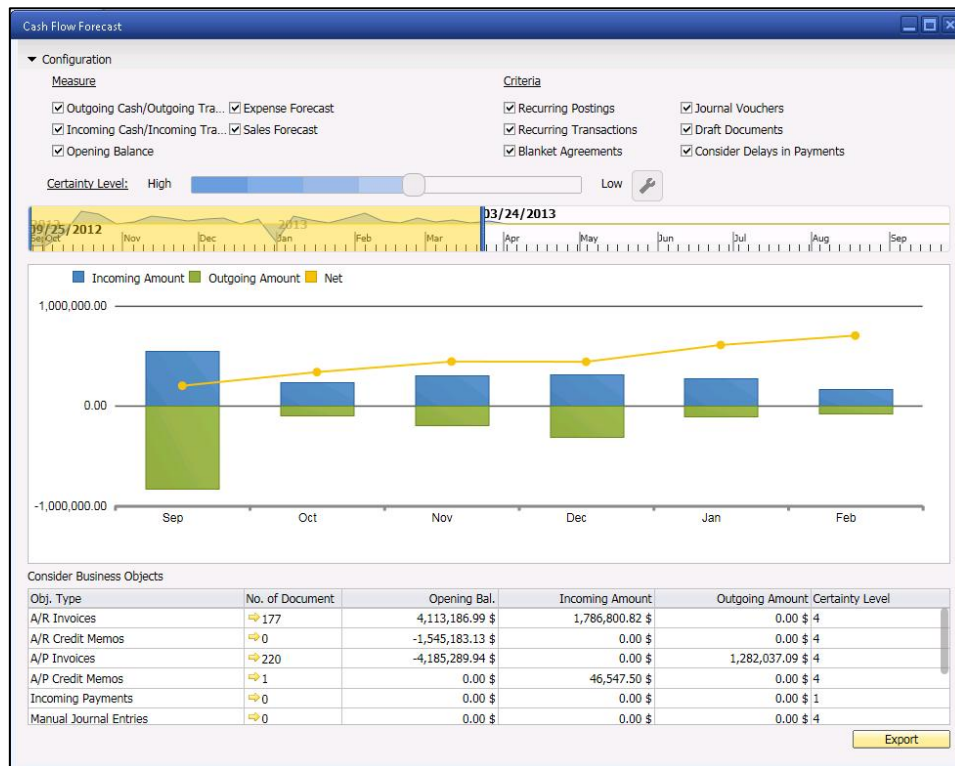 Cash Flow Forecast
Configuration
Measure Criteria
Outgoing Cash/Outgoing Tra... Expense Forecast Recurring Postings Journal Vouchers
Incoming Cash/Incoming Tra... Sales Forecast Recurring Transactions Draft Documents
Opening Balance Blanket Agreements Consider Delays in Payments
Certainty Level: High Low
03/24/2013
2012 2013
09/25/2012
Sep Oct Nov Dec Jan Feb Mar Apr May Jun Jul Aug Sep
Incoming Amount Outgoing Amount Net
1,000,000.00
0.00
-1,000,000.00
Sep Oct Nov Dec Jan Feb
Consider Business Objects
Obj. Type No. of Document Opening Bal. Incoming Amount Outgoing Amount Certainty Level
A/R Invoices 177 4,113,186.99 $ 1,786,800.82 $ 0.00 $ 4
A/R Credit Memos 0 -1,545,183.13 $ 0.00 $ 0.00 $ 4
A/P Invoices 220 -4,185,289.94 $ 0.00 $ 1,282,037.09 $ 4
A/P Credit Memos 1 0.00 $ 46,547.50 $ 0.00 $ 4
Incoming Payments 0 0.00 $ 0.00 $ 0.00 $ 1
Manual Journal Entries 0 0.00 $ 0.00 $ 0.00 $ 4
Export